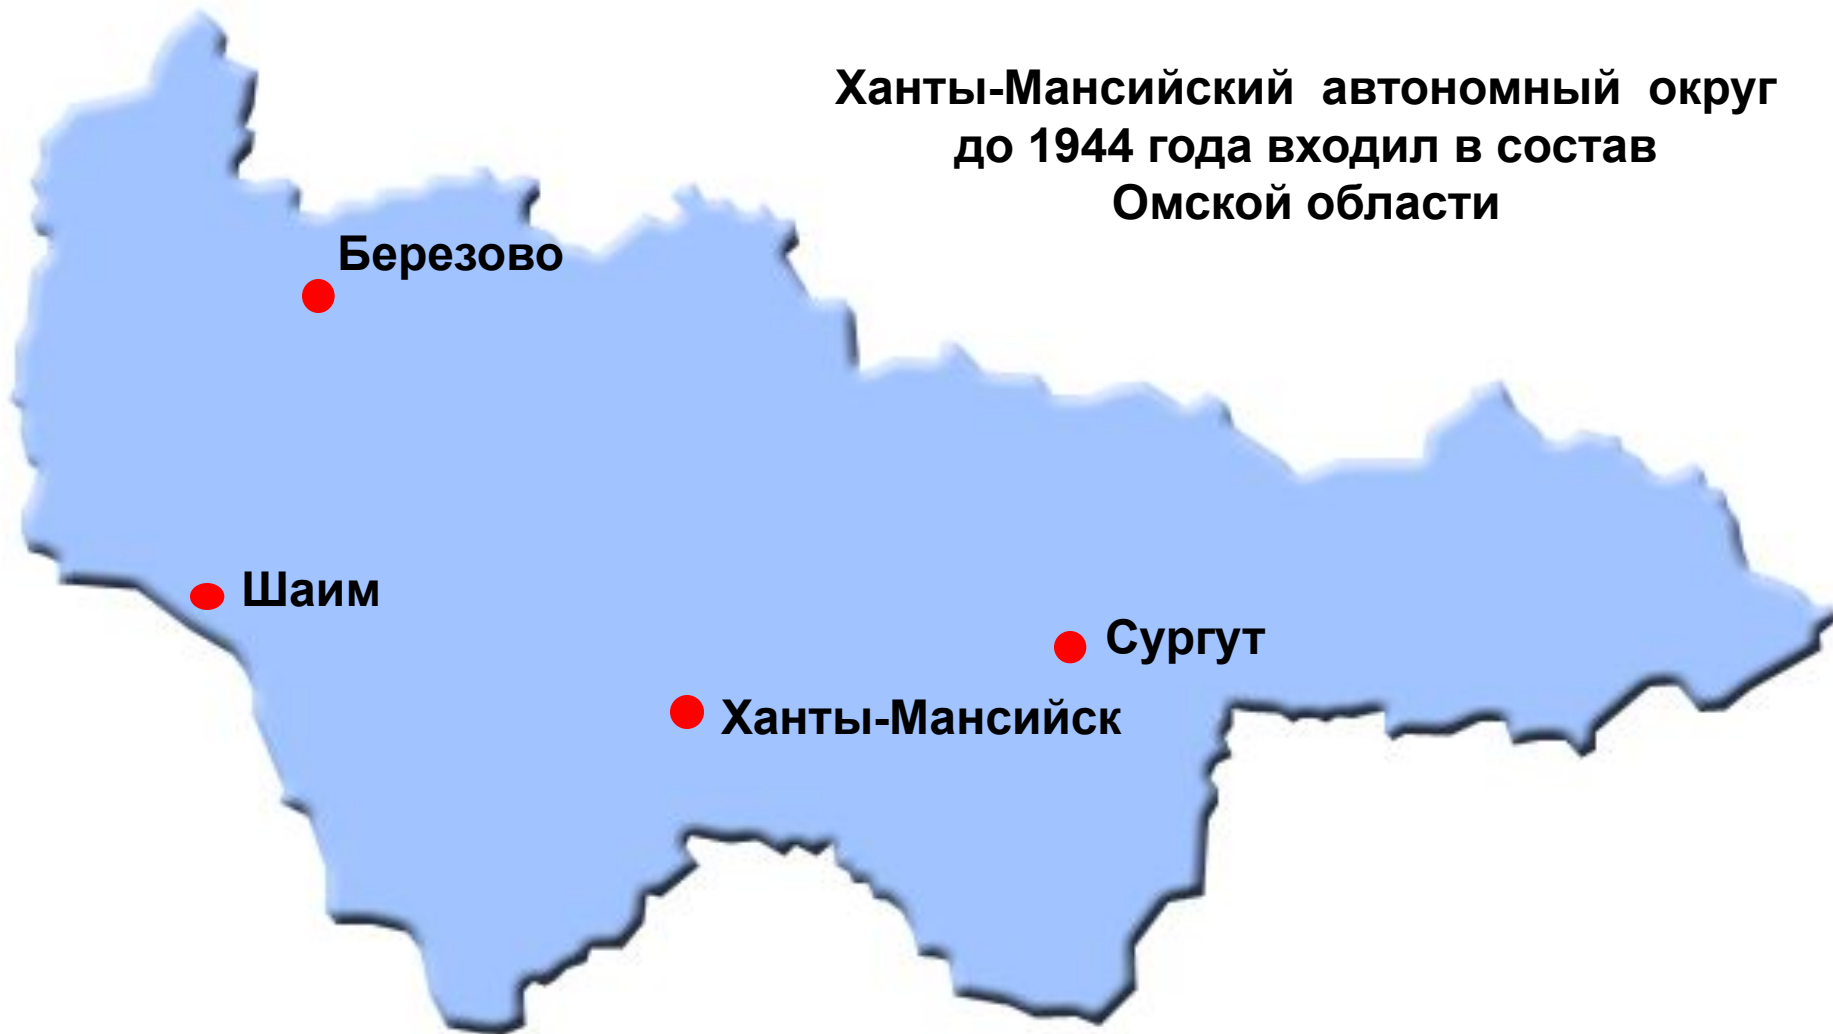 Ханты-Мансийский автономный округ
до 1944 года входил в состав
Омской области
Березово
Шаим
Сургут
Ханты-Мансийск